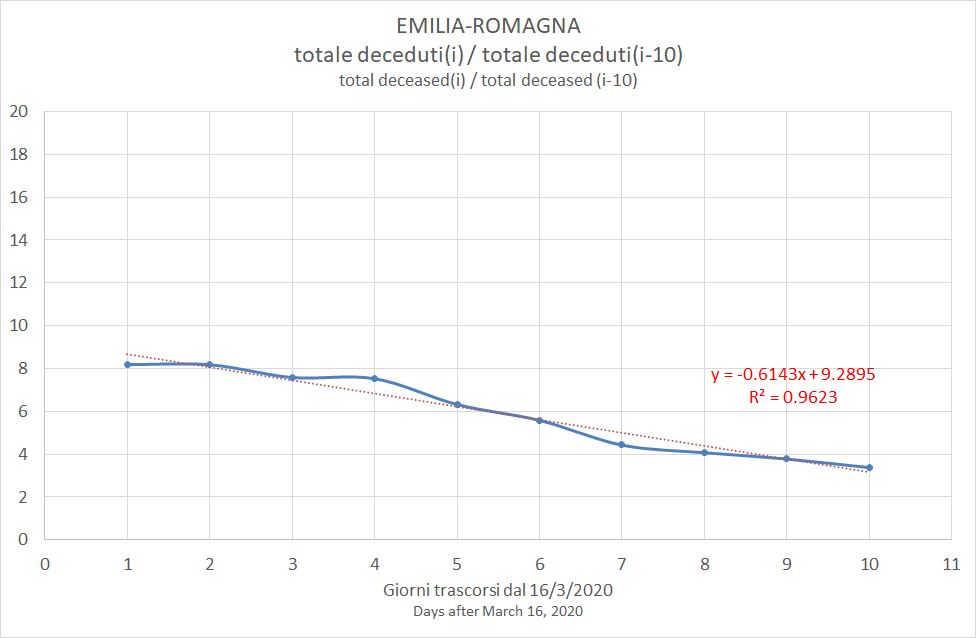 EMILIA-ROMAGNA
totale deceduti(i) / totale deceduti(i-10)
total deceased(i) / total deceased (i-10)
20
18
16
14
12
10
8
6
4
2
0
y = -0.6143x + 9.2895
R² = 0.9623
0 1 2 3 4 5 6 7 8 9 10 11
Giorni trascorsi dal 16/3/2020
Days after March 16, 2020